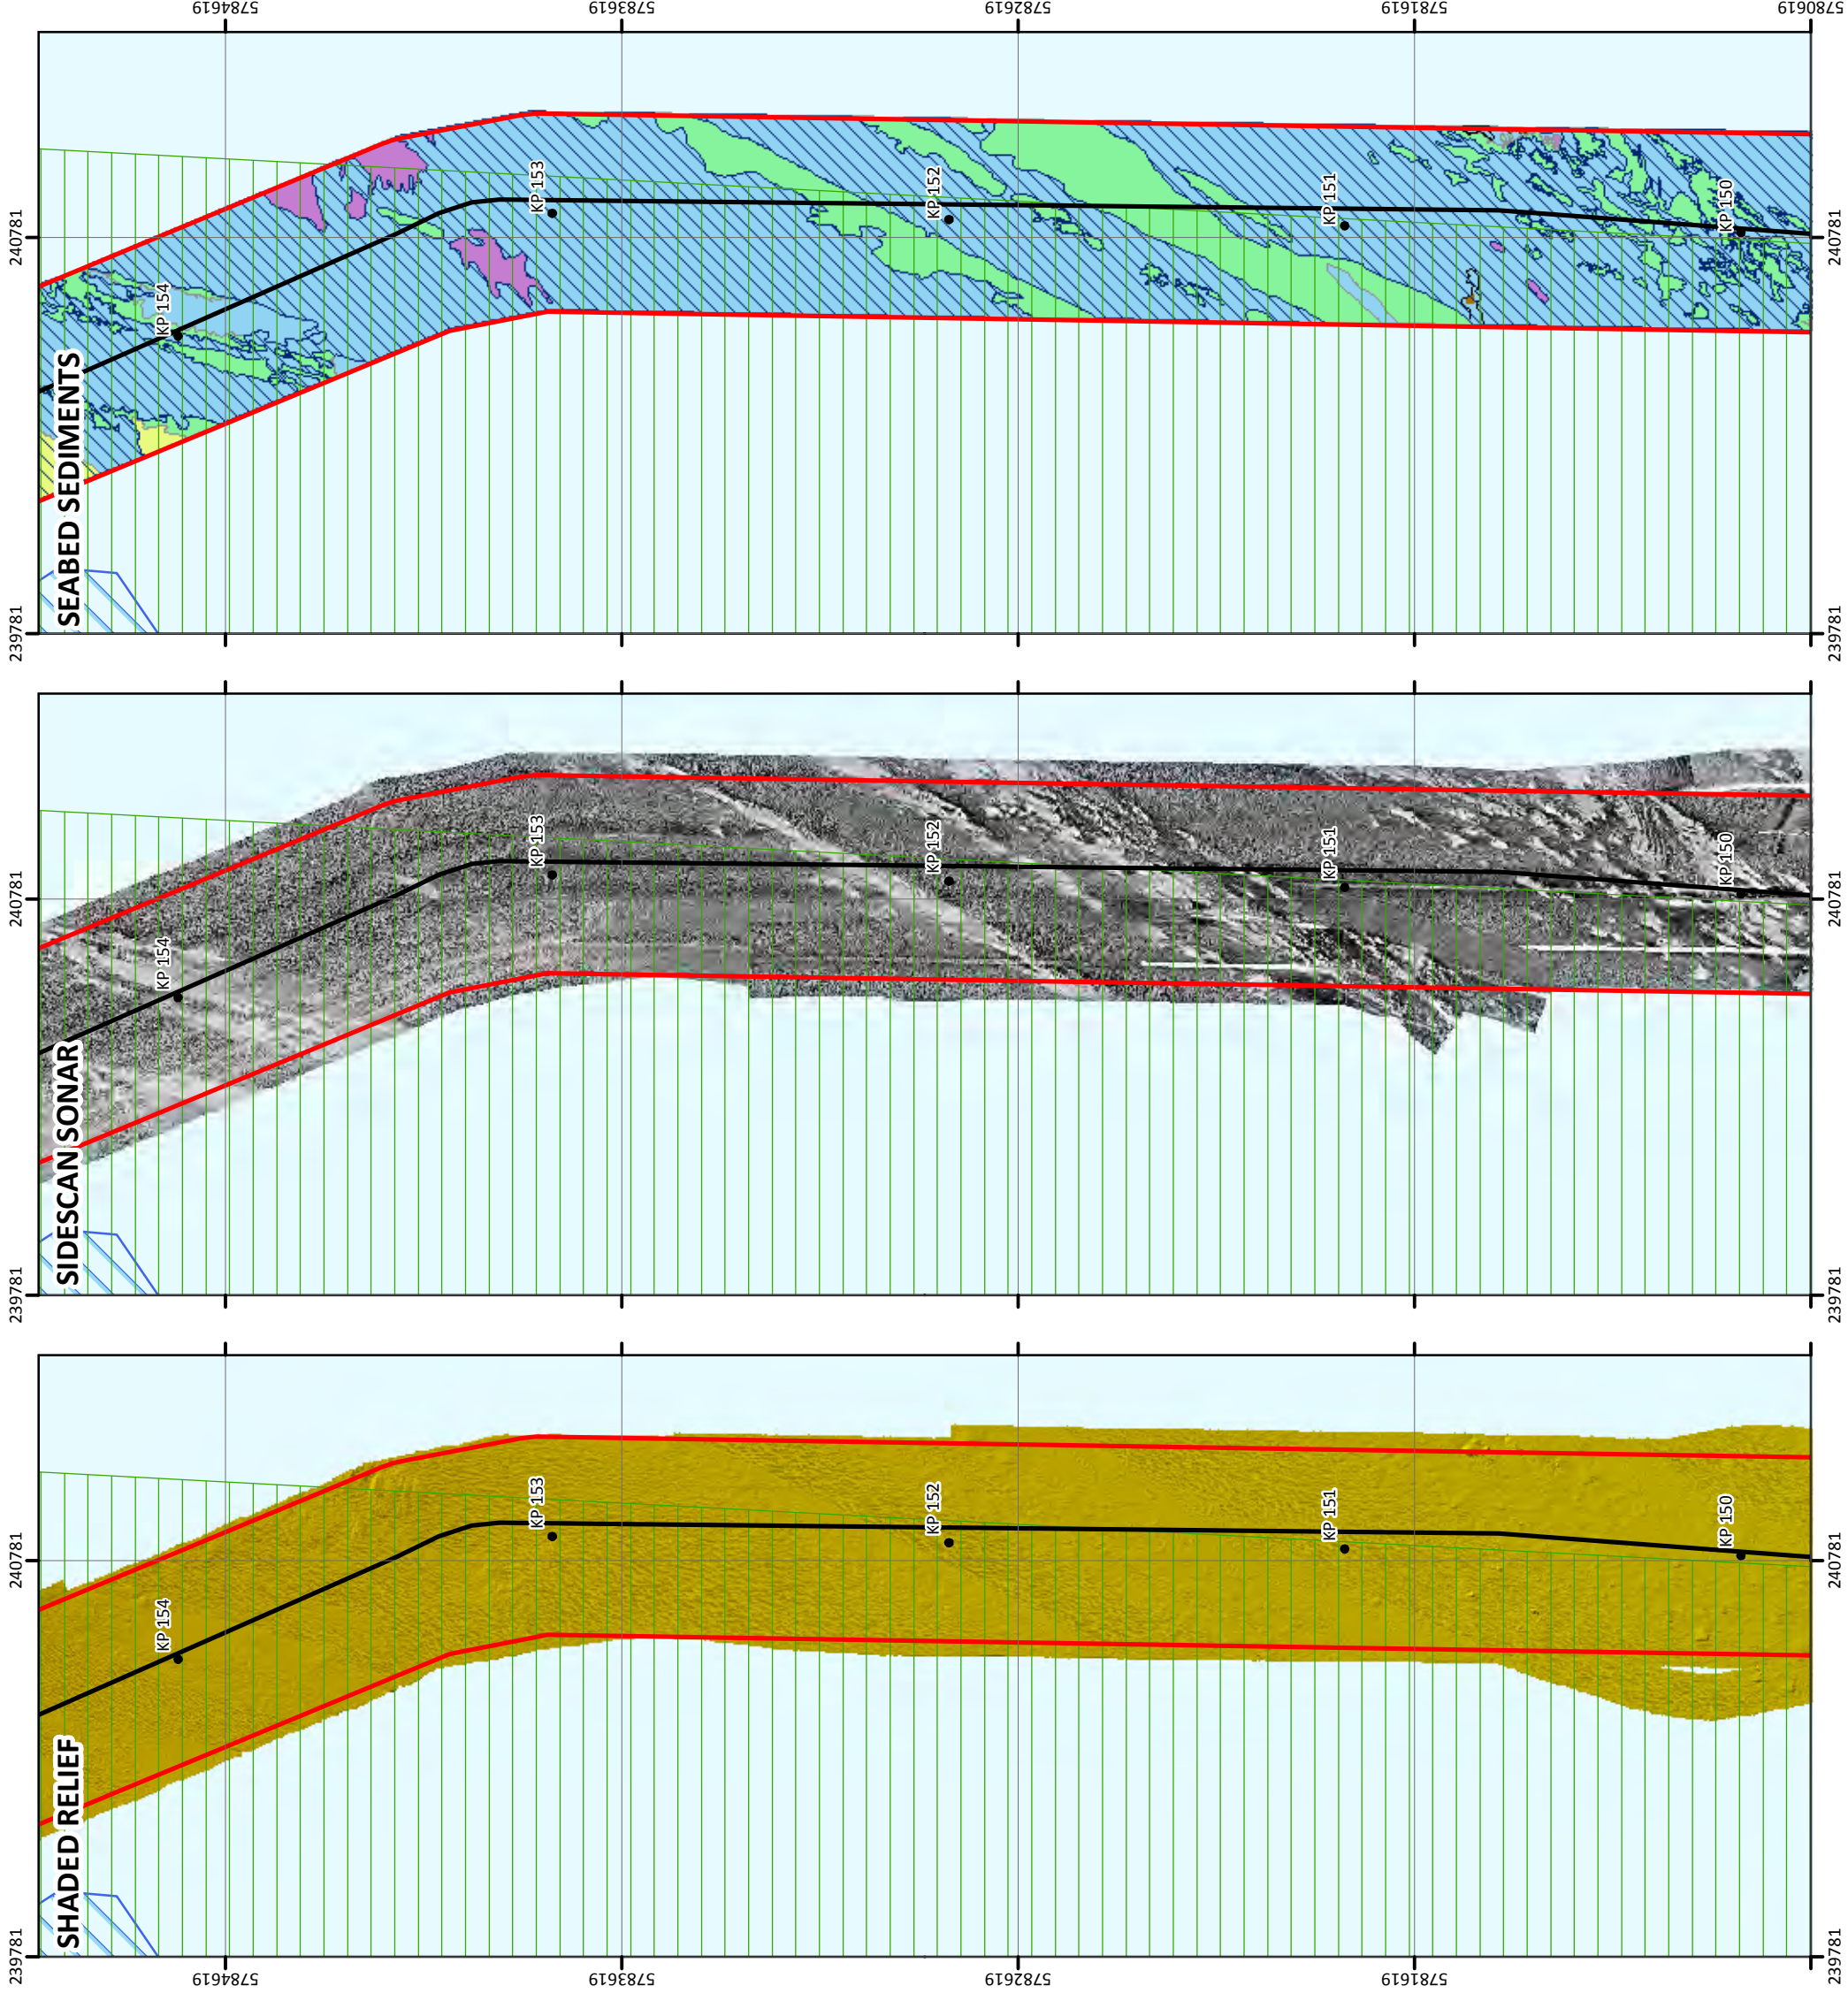 5784619
5783619
5782619
5781619
5780619
240781
240781
KP 154
KP 153
KP 152
KP 151
KP 150
SEABED SEDIMENTS
239781
239781
240781
240781
KP 154
KP 153
KP 152
KP 151
KP 150
SIDESCAN SONAR
239781
239781
240781
240781
KP 154
KP 153
KP 152
KP 151
KP 150
SHADED RELIEF
239781
239781
5784619
5783619
5782619
5781619